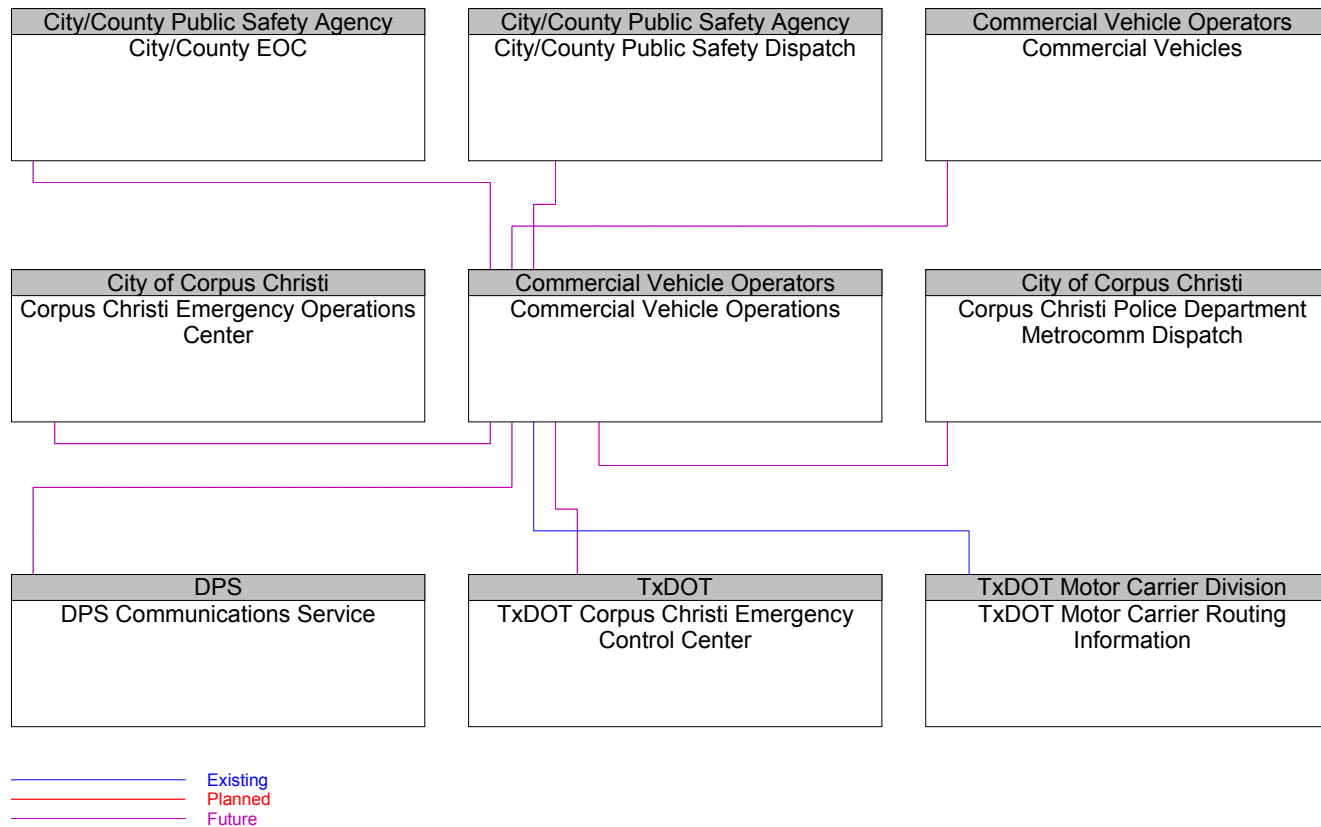 City/County Public Safety Agency
City/County EOC
City/County Public Safety Agency
City/County Public Safety Dispatch
Commercial Vehicle Operators
Commercial Vehicles
City of Corpus Christi
Corpus Christi Emergency Operations
Center
Commercial Vehicle Operators
Commercial Vehicle Operations
City of Corpus Christi
Corpus Christi Police Department
Metrocomm Dispatch
DPS
DPS Communications Service
TxDOT
TxDOT Corpus Christi Emergency
Control Center
TxDOT Motor Carrier Division
TxDOT Motor Carrier Routing
Information
Existing
Planned
Future